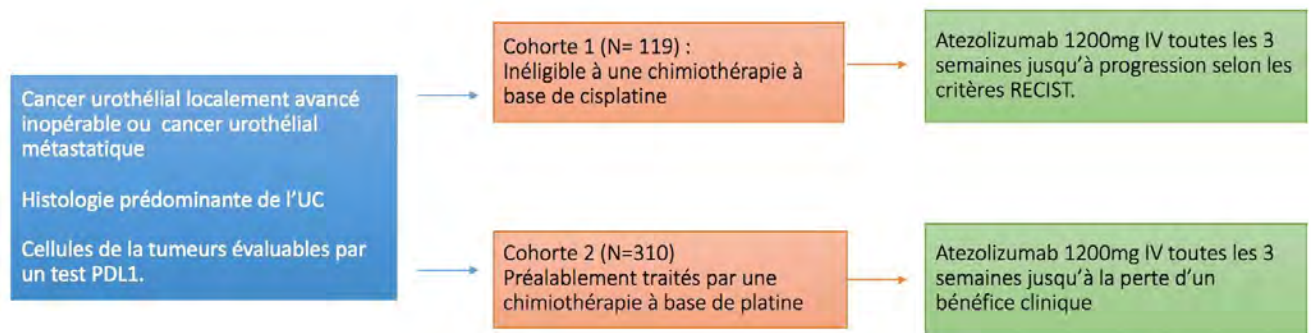 Cancer urothélial localement avancé
inopérable ou cancer urothélial
métastatique
Histologie prédominante de l'UC
Cellules de la tumeurs évaluables par
un test PDL1.
Cohorte 1 (N= 119) :
Inéligible à une chimiothérapie à
base de cisplatine
Atezolizumab 1200mg IV toutes les 3
semaines jusqu'à progression selon les
critères RECIST.
Cohorte 2 (N=310)
Préalablement traités par une
chimiothérapie à base de platine
Atezolizumab 1200mg IV toutes les 3
semaines jusqu'à la perte d'un
bénéfice clinique